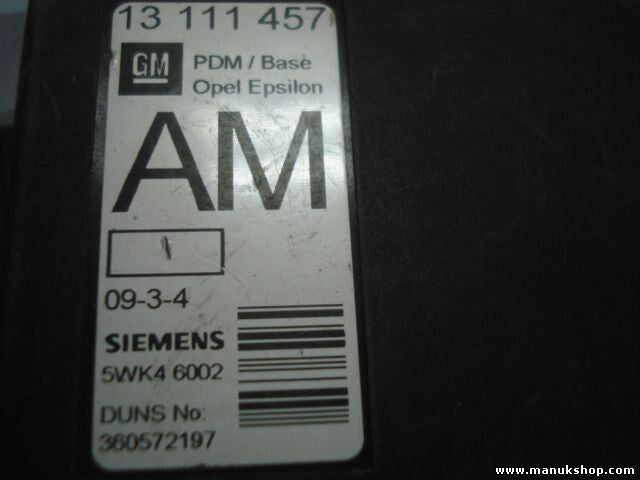 13 111 457
GM
PDM / Base
Opel Epsilon
AM
09-3-4
SIEMENS
5WK4 6002
DUNS No:
360572197
www.manukshop.com